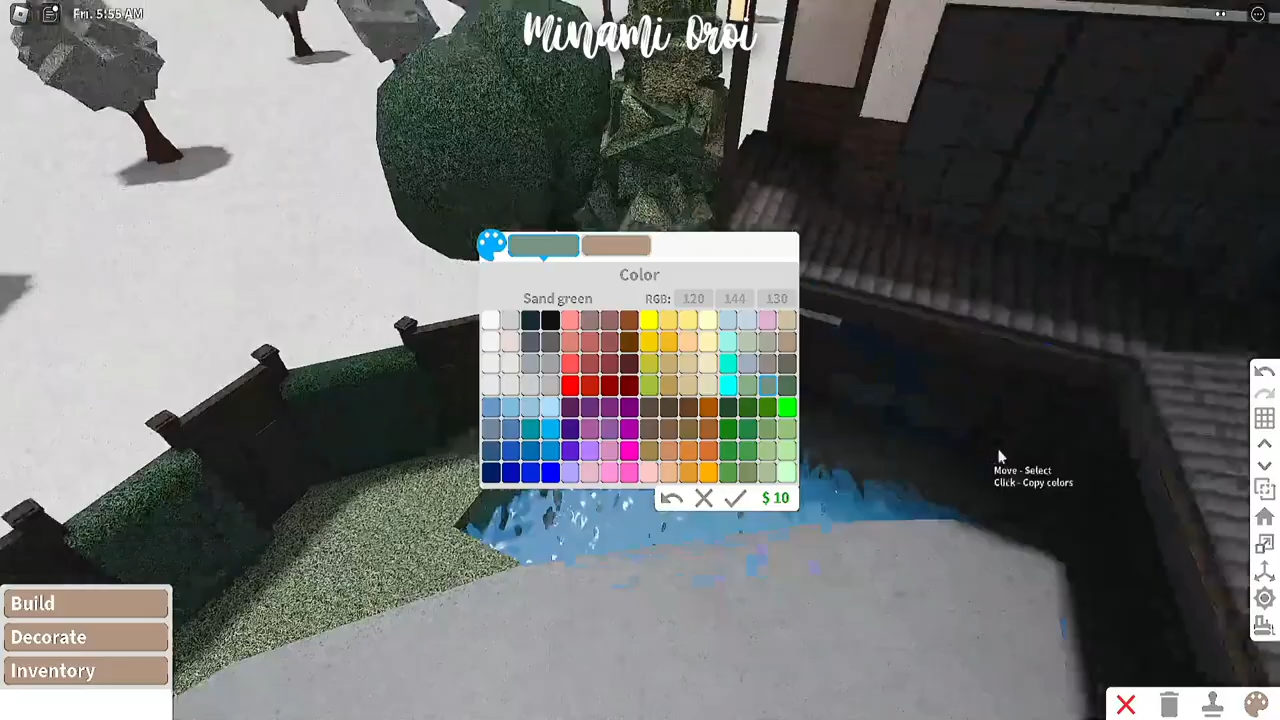 Fri. 5:55 AM
Minami Oroi
Color
Sand green
RGB: 120 144 130
Move - Select
Click - Copy colors
$ 10
Build
Decorate
Inventory